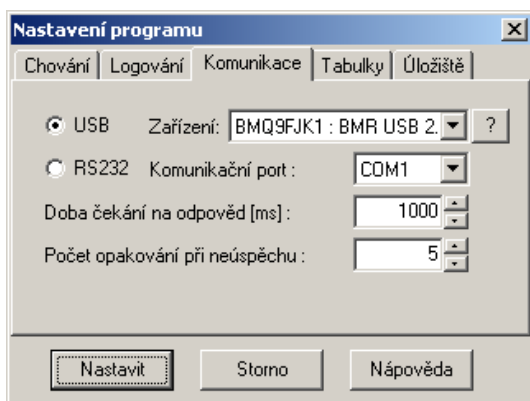 Nastavení programu
Chování Logování Komunikace Tabulky Úložiště
USB Zařízení: BMQ9FJK1 : BMR USB 2. ?
RS232 Komunikační port : COM1
Doba čekání na odpověd [ms] : 1000
Počet opakování při neúspěchu : 5
Nastavit Storno Nápověda